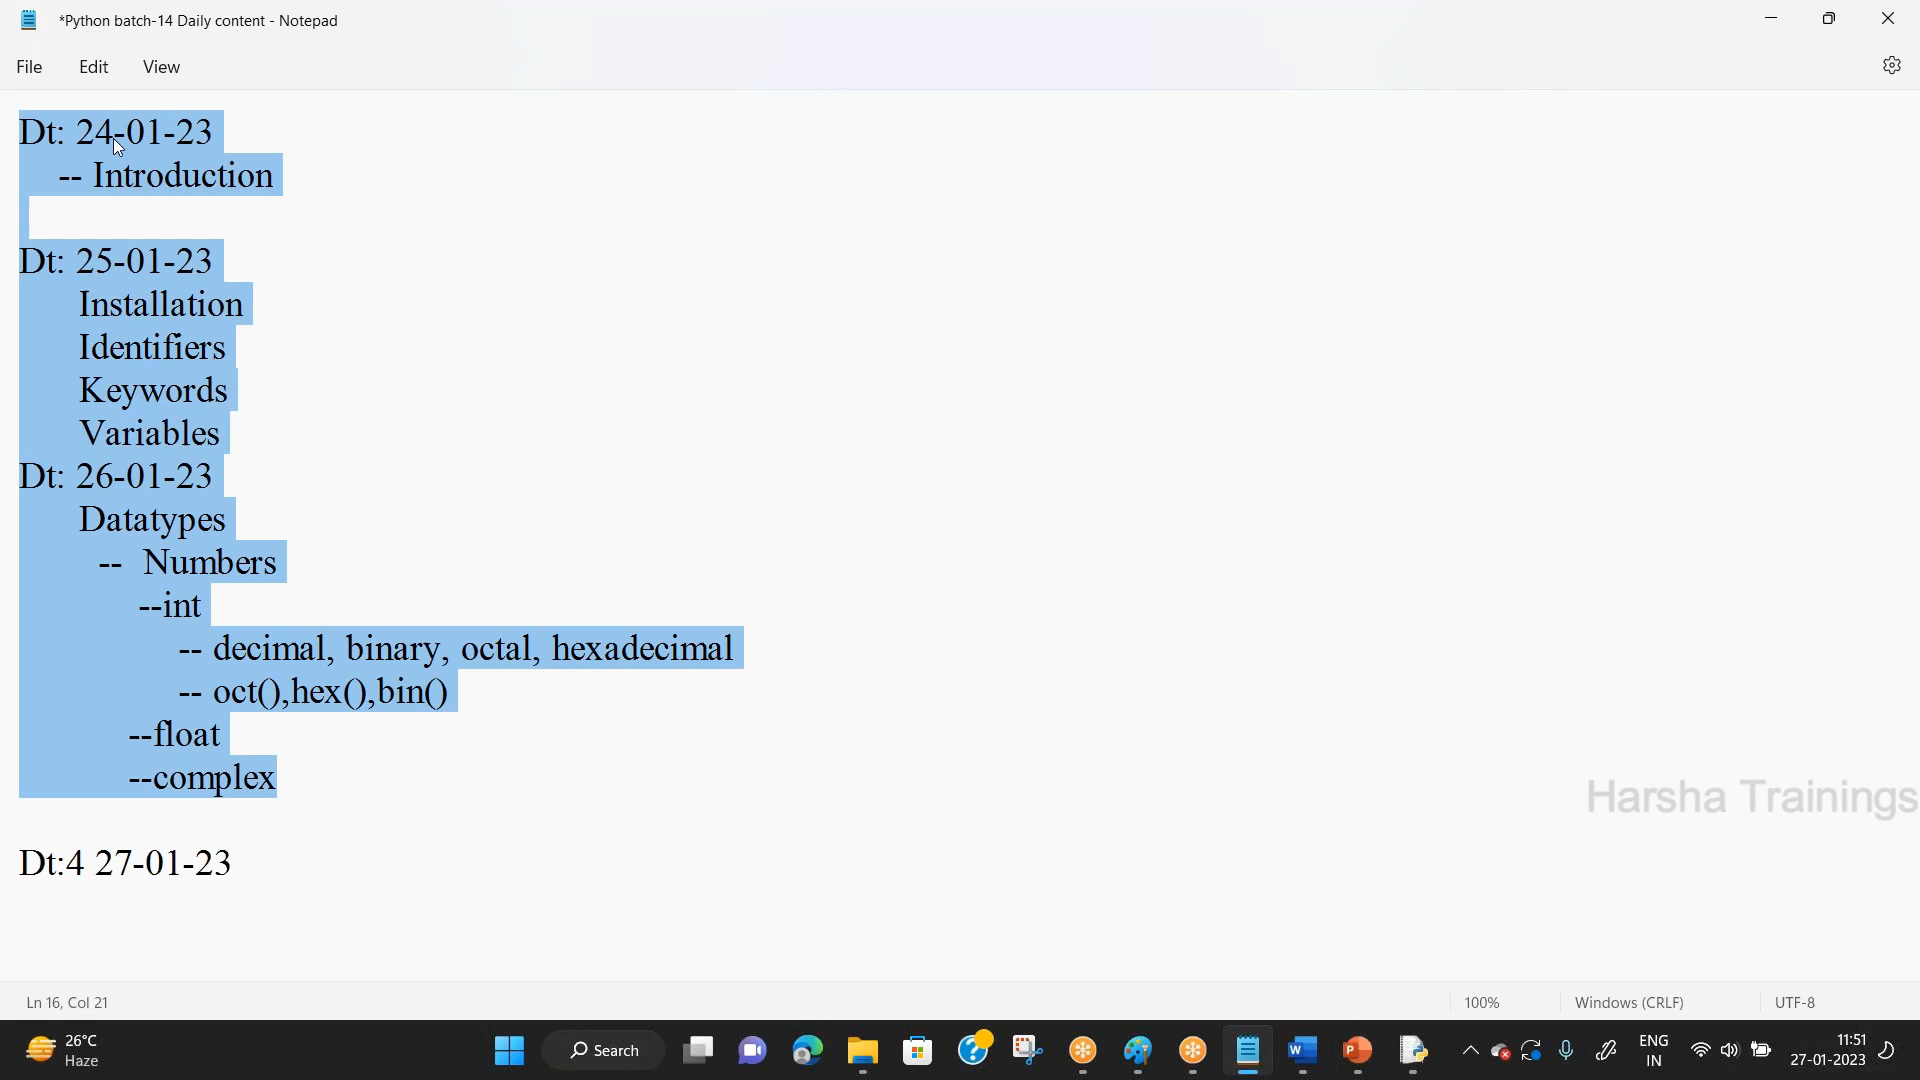 *Python batch-14 Daily content - Notepad
File Edit View
Dt: 24-01-23
-- Introduction
Dt: 25-01-23
Installation
Identifiers
Keywords
Variables
Dt: 26-01-23
Datatypes
-- Numbers
--int
-- decimal, binary, octal, hexadecimal
-- oct(),hex(),bin()
--float
--complex
Harsha Trainings
Dt:4 27-01-23
Ln 16, Col 21 100% Windows (CRLF) UTF-8
26°C
Haze
Search
ENG
IN
11:51
27-01-2023